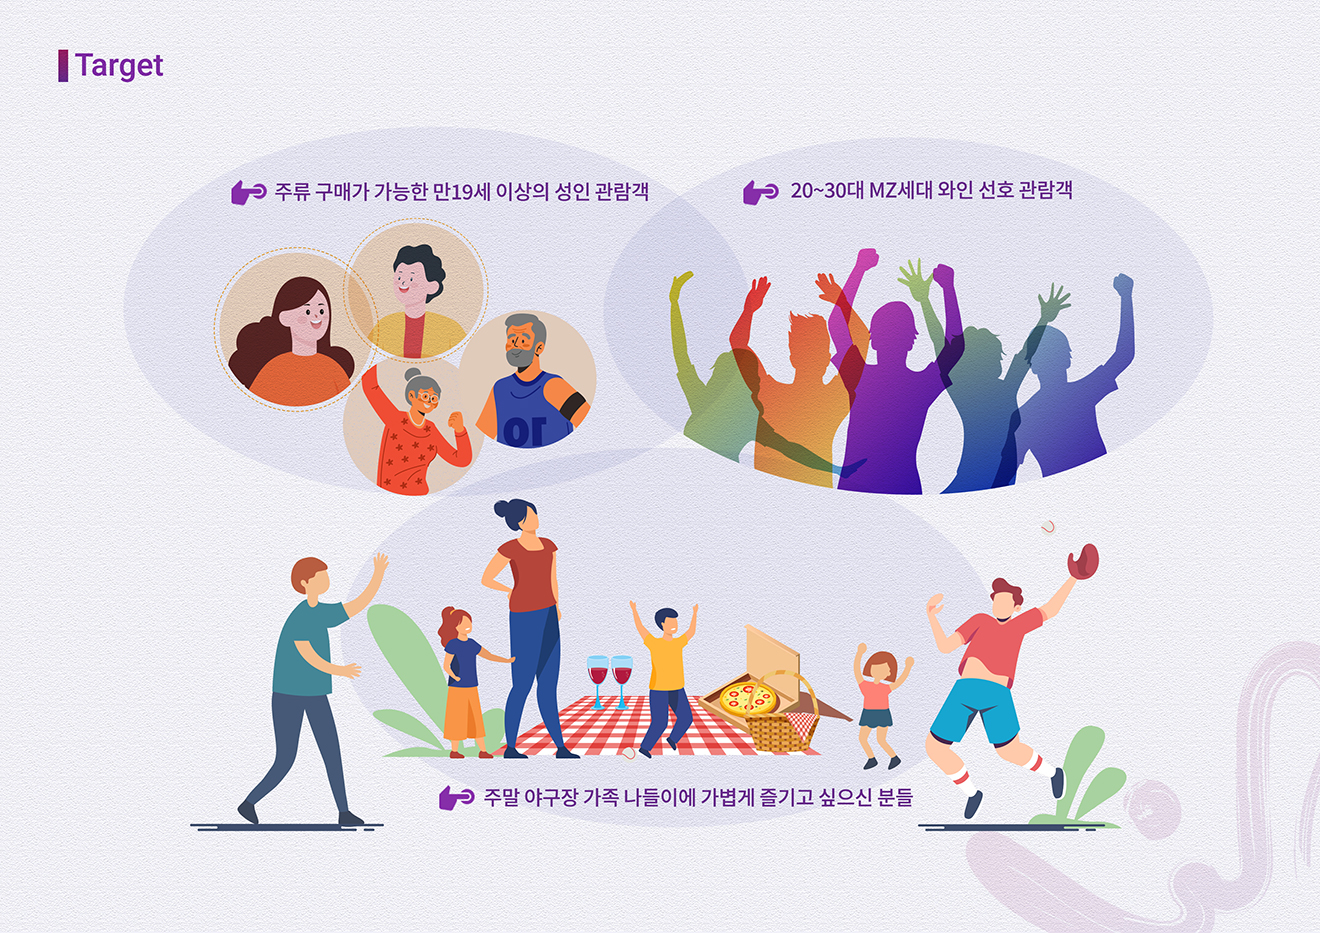 Target
주류 구매가 가능한 만19세 이상의 성인 관람객
20~30대 MZ세대 와인 선호 관람객
주말 야구장 가족 나들이에 가볍게 즐기고 싶으신 분들